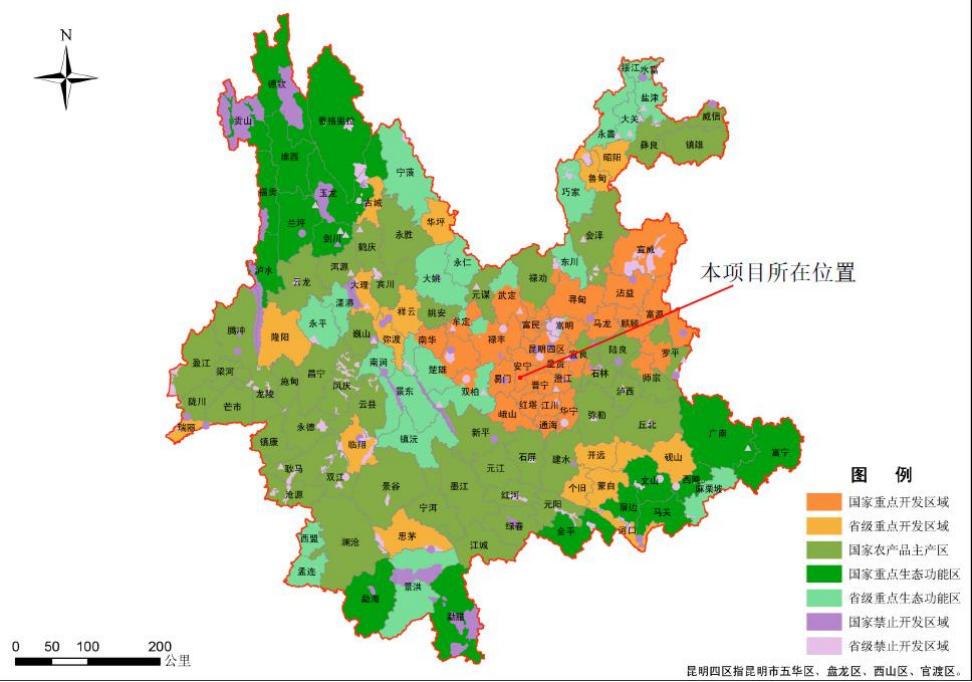 N
德钦
贡山
香格里拉
维西
福贡
玉龙
兰坪
剑川
泸水
宁蒗
古城
华坪
永胜
鹤庆
洱源
云龙
大理
宾川
漾濞
永平
祥云
弥渡
巍山
南华
永仁
大姚
元谋
姚安
牟定
武定
禄劝
东川
会泽
巧家
鲁甸
昭阳
永善
大关
盐津
绥江
水富
彝良
镇雄
威信
宣威
沾益
富源
寻甸
马龙
麒麟
罗平
师宗
陆良
石林
宜良
嵩明
富民
禄丰
昆明四区
呈贡
安宁
晋宁
澄江
易门
红塔
江川
华宁
通海
峨山
双柏
楚雄
南涧
景东
镇沅
新平
腾冲
隆阳
盈江
梁河
陇川
芒市
瑞丽
龙陵
施甸
昌宁
凤庆
云县
永德
镇康
临翔
耿马
双江
沧源
景谷
宁洱
墨江
元江
石屏
建水
红河
元阳
绿春
江城
思茅
澜沧
西盟
孟连
勐海
景洪
勐腊
弥勒
泸西
丘北
开远
个旧
蒙自
砚山
文山
西畴
麻栗坡
马关
屏边
河口
金平
广南
富宁
本项目所在位置
图 例
国家重点开发区域
省级重点开发区域
国家农产品主产区
国家重点生态功能区
省级重点生态功能区
国家禁止开发区域
省级禁止开发区域
0 50 100 200
公里
昆明四区指昆明市五华区、盘龙区、西山区、官渡区。